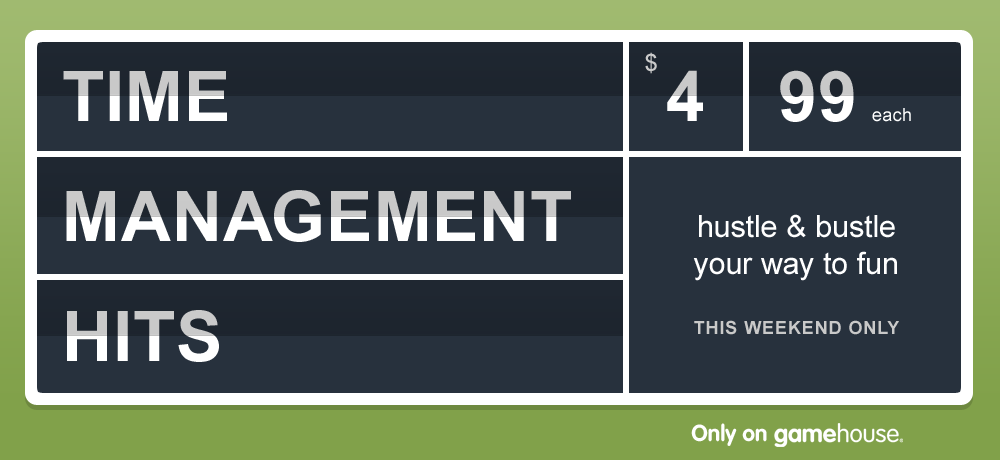 TIME
MANAGEMENT
HITS
$4 99 each
hustle & bustle
your way to fun
THIS WEEKEND ONLY
Only on gamehouse.